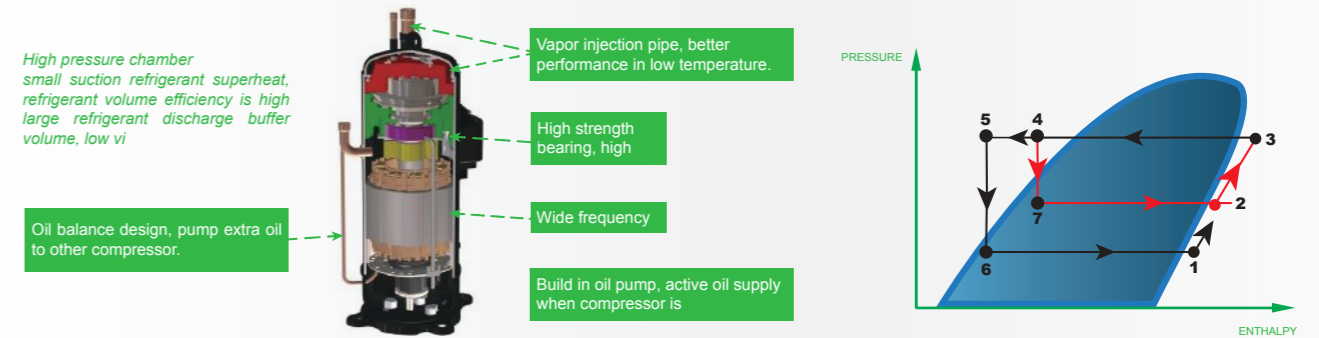 High pressure chamber
small suction refrigerant superheat,
refrigerant volume efficiency is high
large refrigerant discharge buffer
volume, low vi
Oil balance design, pump extra oil
to other compressor.
Vapor injection pipe, better
performance in low temperature.
High strength
bearing, high
Wide frequency
Build in oil pump, active oil supply
when compressor is
PRESSURE
5 4 3
7 2
6 1
ENTHALPY